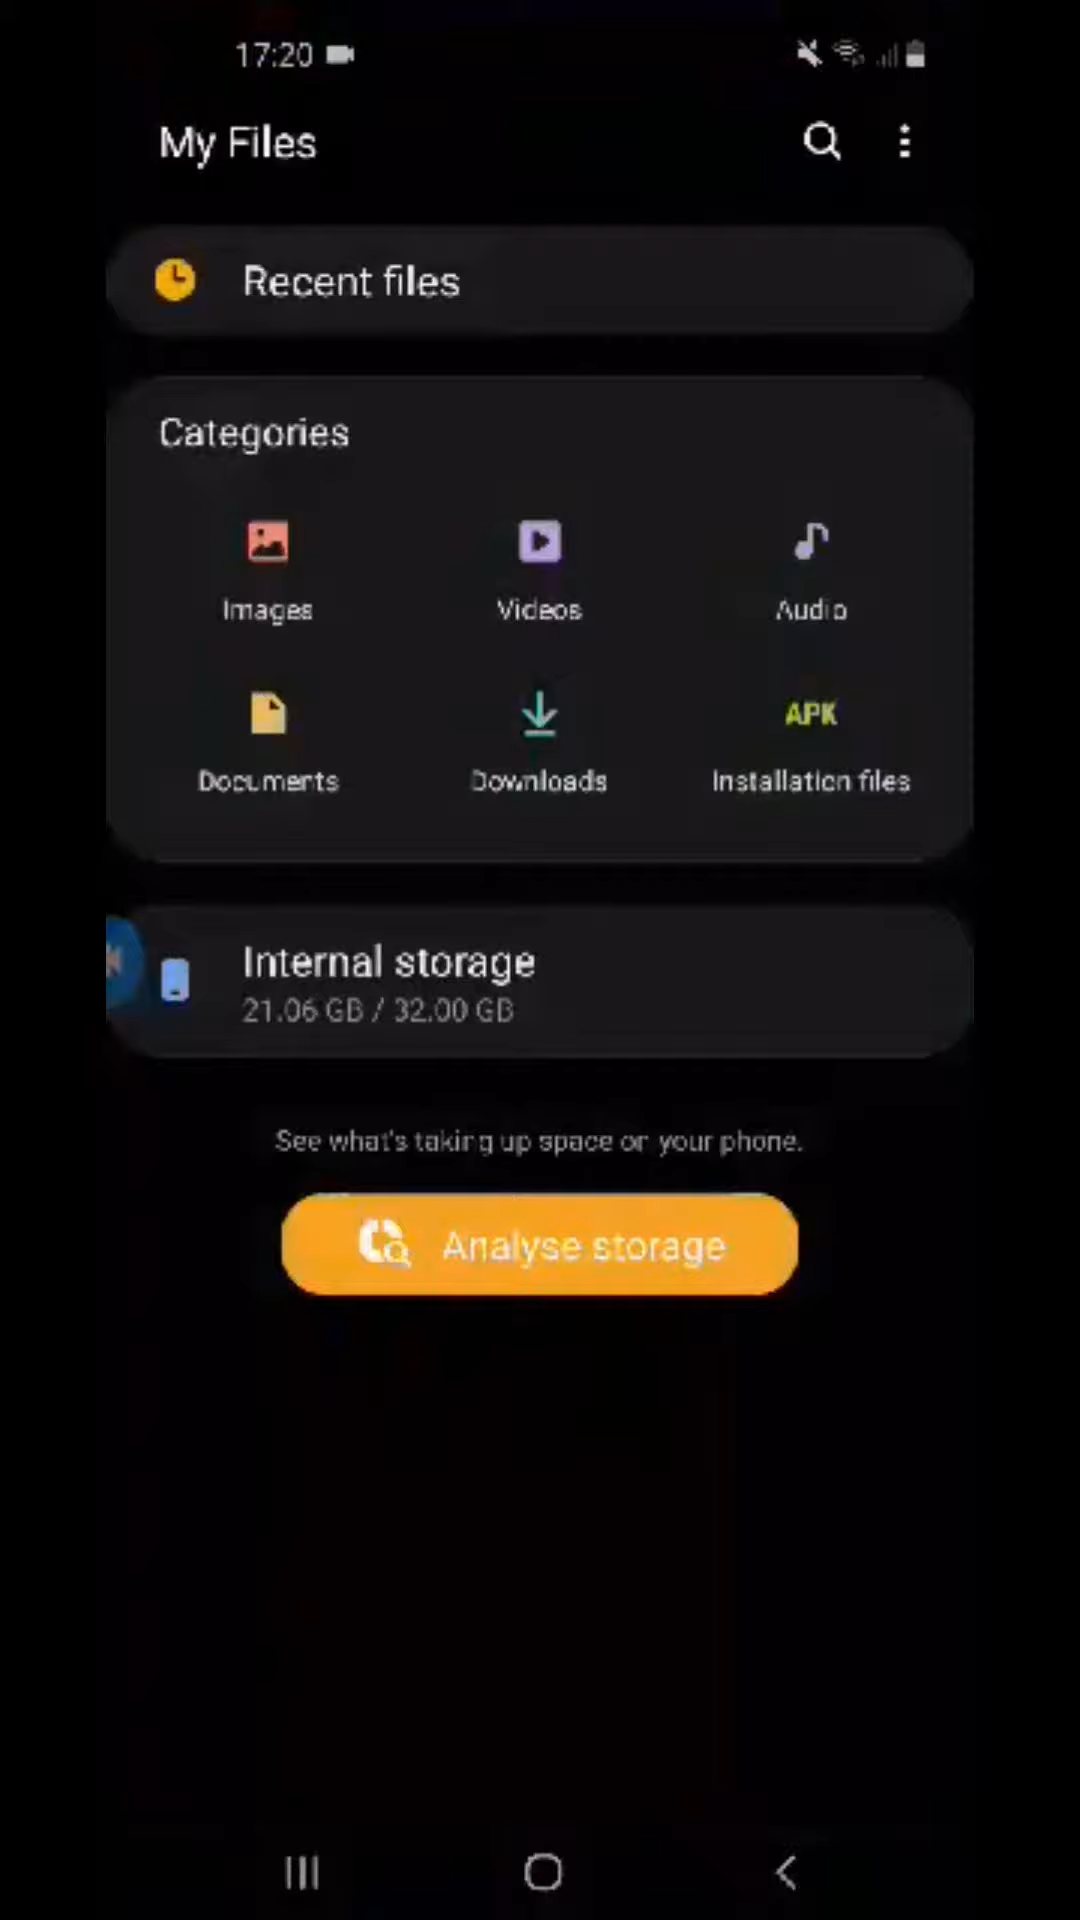 17:20
My Files
Recent files
Categories
Images
Videos
Audio
Documents
Downloads
APK
Installation files
Internal storage
21.06 GB / 32.00 GB
See what's taking up space on your phone.
Analyse storage